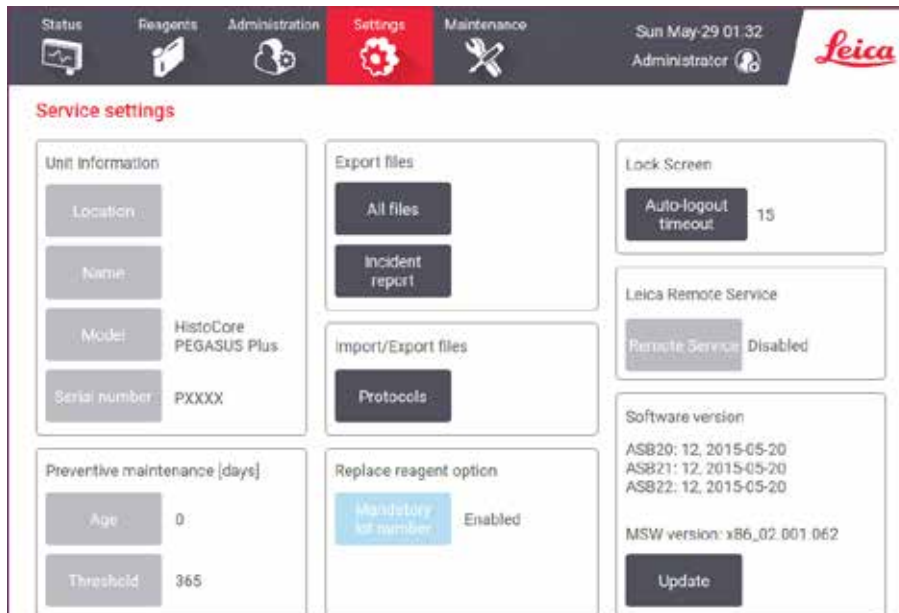 Status
Reagents
Administration
Settings
Maintenance
Sun May-29 01:32
Administrator
Leica
Service settings
Unit Information
Location
Name
Model
HistoCore
PEGASUS Plus
Serial number
PXXXX
Preventive maintenance [days]
Age
0
Threshold
365
Export files
All files
Incident
report
Import/Export files
Protocols
Replace reagent option
Mandatory
lot number
Enabled
Lock Screen
Auto-logout
timeout
15
Leica Remote Service
Remote Service
Disabled
Software version
ASB20: 12, 2015-05-20
ASB21: 12, 2015-05-20
ASB22: 12, 2015-05-20
MSW version: x86_02.001.062
Update